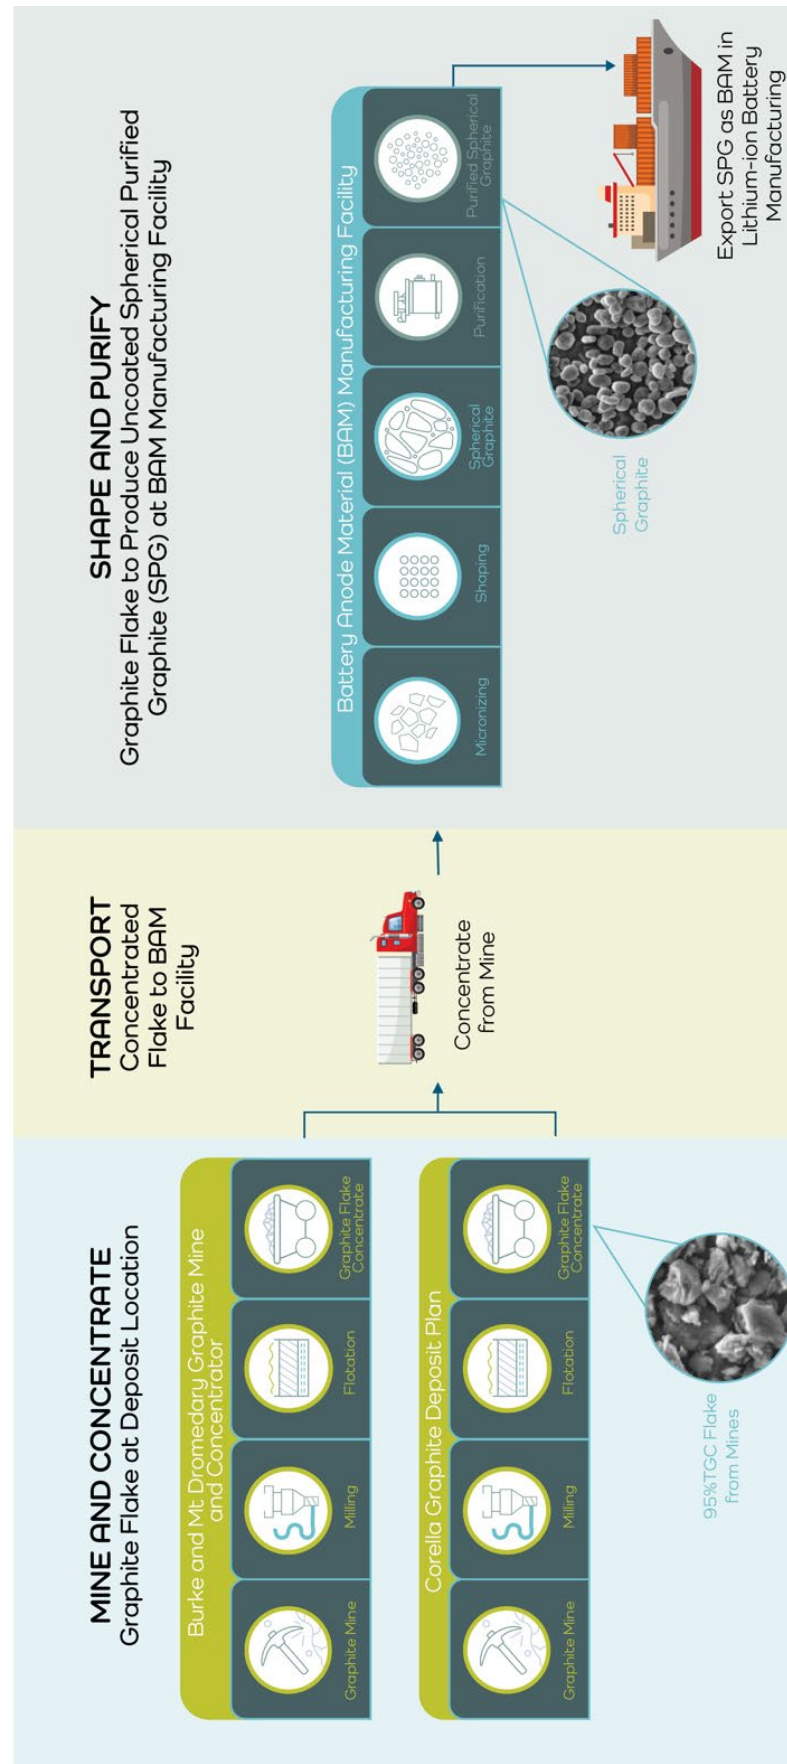 MINE AND CONCENTRATE
Graphite Flake at Deposit Location
Burke and Mt Dromedary Graphite Mine
and Concentrator
Graphite Mine
Milling
Flotation
Graphite Flake
Concentrate
Corella Graphite Deposit Plan
Graphite Mine
Milling
Flotation
Graphite Flake
Concentrate
95%TGC Flake
from Mines
TRANSPORT
Concentrated
Flake to BAM
Facility
Concentrate
from Mine
SHAPE AND PURIFY
Graphite Flake to Produce Uncoated Spherical Purified
Graphite (SPG) at BAM Manufacturing Facility
Battery Anode Material (BAM) Manufacturing Facility
Micronizing
Shaping
Spherical
Graphite
Purification
Purified Spherical
Graphite
Spherical
Graphite
Export SPG as BAM in
Lithium-ion Battery
Manufacturing